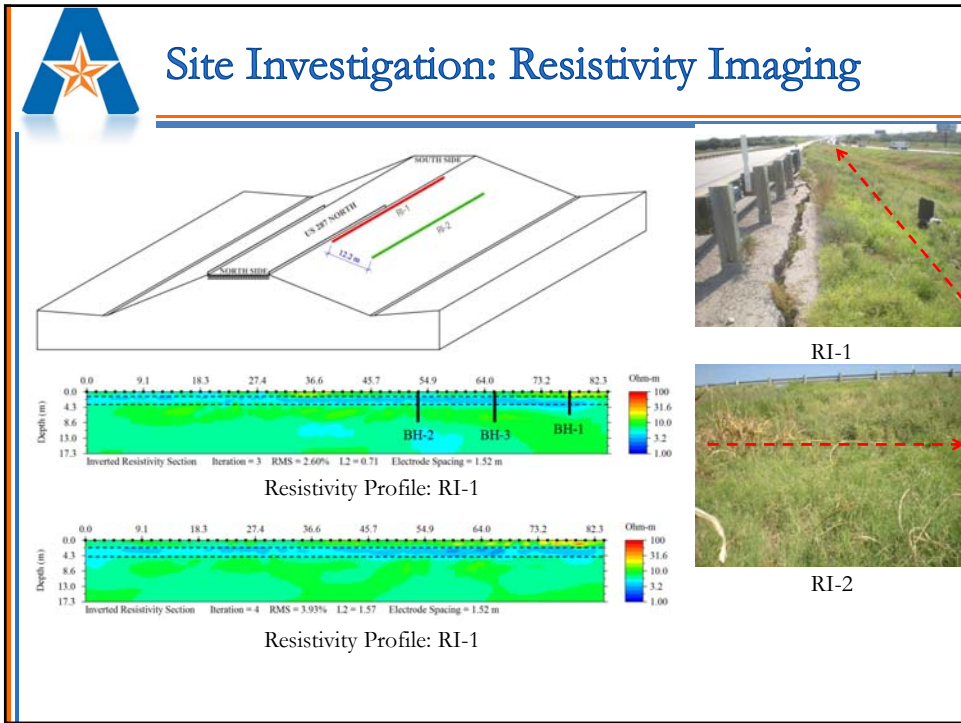 Site Investigation: Resistivity Imaging
SOUTH SIDE
US 287 NORTH
RI-1
RI-2
12.2 m
NORTH SIDE
RI-1
0.0 9.1 18.3 27.4 36.6 45.7 54.9 64.0 73.2 82.3 Ohm-m
Depth (m)
0.0
4.3
8.6
13.0
17.3
BH-2 BH-3 BH-1
100
31.6
10.0
3.2
1.00
Inverted Resistivity Section Iteration = 3 RMS = 2.60% L2 = 0.71 Electrode Spacing = 1.52 m
Resistivity Profile: RI-1
0.0 9.1 18.3 27.4 36.6 45.7 54.9 64.0 73.2 82.3 Ohm-m
Depth (m)
0.0
4.3
8.6
13.0
17.3
100
31.6
10.0
3.2
1.00
Inverted Resistivity Section Iteration = 4 RMS = 3.93% L2 = 1.57 Electrode Spacing = 1.52 m
Resistivity Profile: RI-1
RI-2